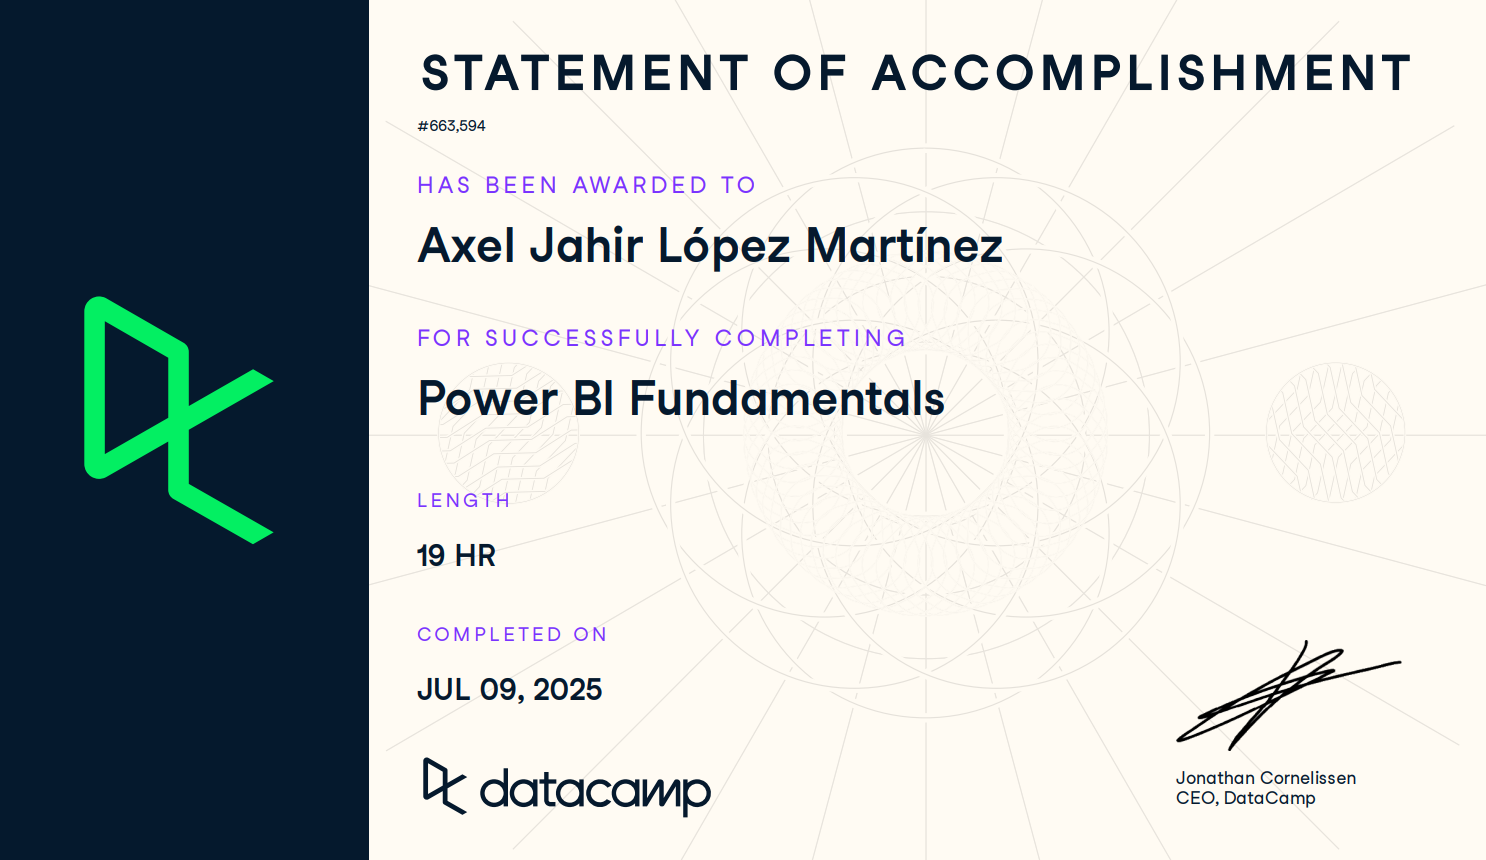 STATEMENT OF ACCOMPLISHMENT
#663,594
HAS BEEN AWARDED TO
Axel Jahir López Martínez
FOR SUCCESSFULLY COMPLETING
Power BI Fundamentals
LENGTH
19 HR
COMPLETED ON
JUL 09, 2025
datacamp
Jonathan Cornelissen
CEO, DataCamp